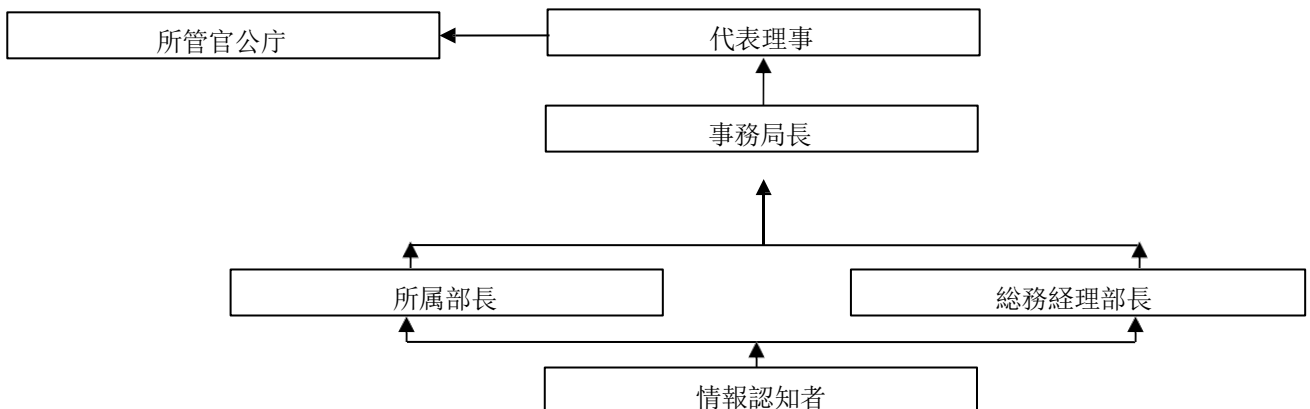 所管官公庁
代表理事
事務局長
所属部長
総務経理部長
情報認知者